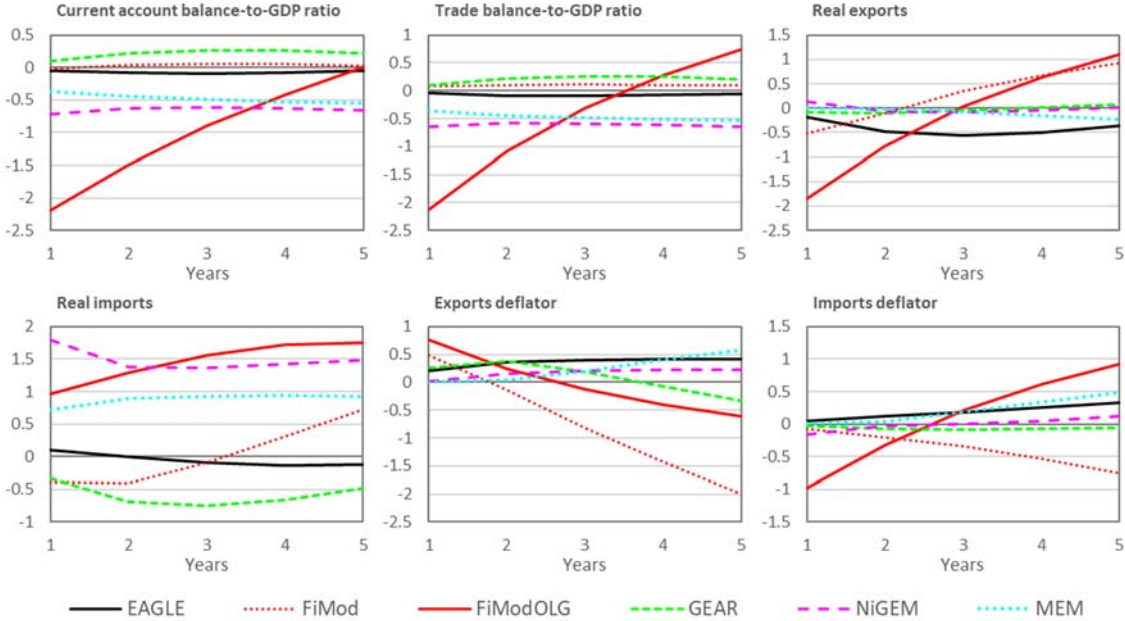 Current account balance-to-GDP ratio
0.5
0
-0.5
-1
-1.5
-2
-2.5
1 2 3 4 5
Years
Trade balance-to-GDP ratio
1
0.5
0
-0.5
-1
-1.5
-2
-2.5
1 2 3 4 5
Years
Real exports
1.5
1
0.5
0
-0.5
-1
-1.5
-2
-2.5
1 2 3 4 5
Years
Real imports
2
1.5
1
0.5
0
-0.5
-1
1 2 3 4 5
Years
Exports deflator
1
0.5
0
-0.5
-1
-1.5
-2
-2.5
1 2 3 4 5
Years
Imports deflator
1.5
1
0.5
0
-0.5
-1
-1.5
1 2 3 4 5
Years
EAGLE FiMod FiModOLG GEAR NiGEM MEM